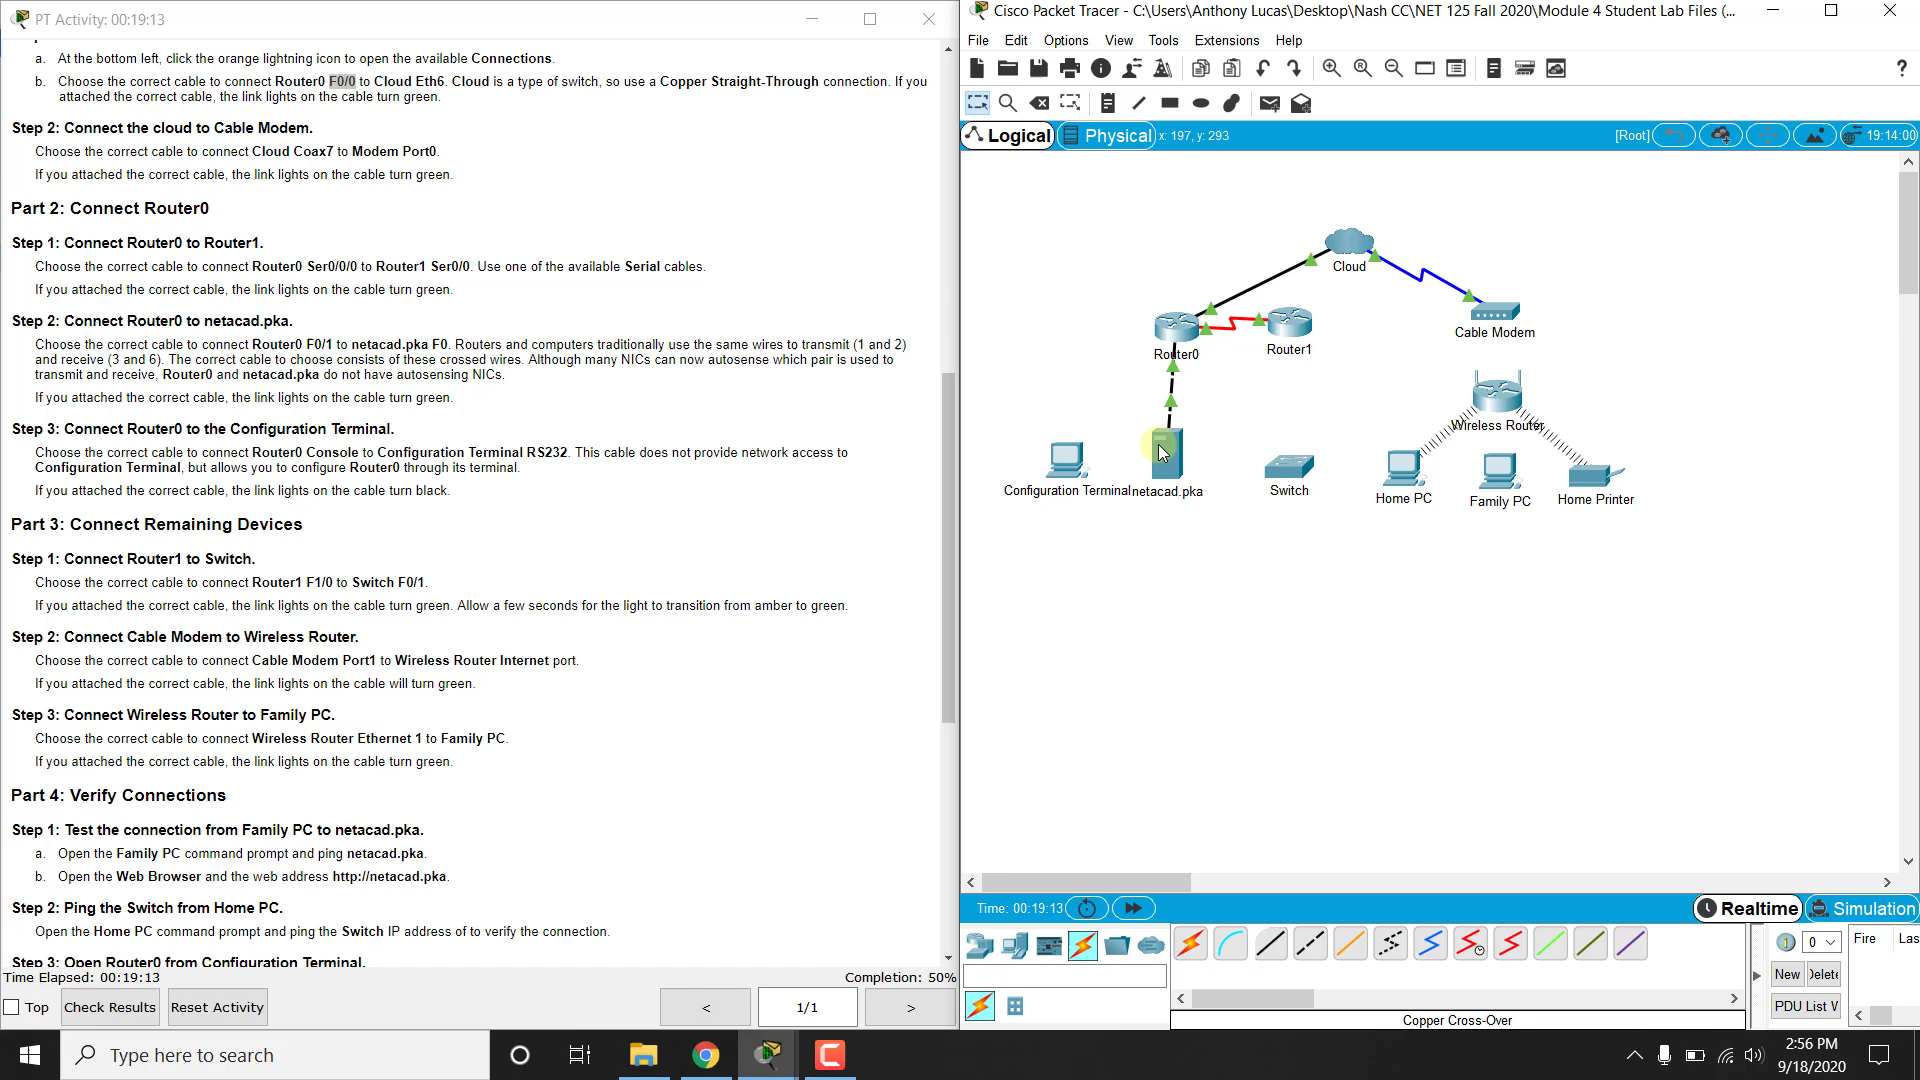 PT Activity: 00:19:13
a. At the bottom left, click the orange lightning icon to open the available Connections.
b. Choose the correct cable to connect Router0 F0/0 to Cloud Eth6. Cloud is a type of switch, so use a Copper Straight-Through connection. If you
attached the correct cable, the link lights on the cable turn green.
Step 2: Connect the cloud to Cable Modem.
Choose the correct cable to connect Cloud Coax7 to Modem Port0.
If you attached the correct cable, the link lights on the cable turn green.
Part 2: Connect Router0
Step 1: Connect Router0 to Router1.
Choose the correct cable to connect Router0 Ser0/0/0 to Router1 Ser0/0. Use one of the available Serial cables.
If you attached the correct cable, the link lights on the cable turn green.
Step 2: Connect Router0 to netacad.pka.
Choose the correct cable to connect Router0 F0/1 to netacad.pka F0. Routers and computers traditionally use the same wires to transmit (1 and 2)
and receive (3 and 6). The correct cable to choose consists of these crossed wires. Although many NICs can now autosense which pair is used to
transmit and receive, Router0 and netacad.pka do not have autosensing NICs.
If you attached the correct cable, the link lights on the cable turn green.
Step 3: Connect Router0 to the Configuration Terminal.
Choose the correct cable to connect Router0 Console to Configuration Terminal RS232. This cable does not provide network access to
Configuration Terminal, but allows you to configure Router0 through its terminal.
If you attached the correct cable, the link lights on the cable turn black.
Part 3: Connect Remaining Devices
Step 1: Connect Router1 to Switch.
Choose the correct cable to connect Router1 F1/0 to Switch F0/1.
If you attached the correct cable, the link lights on the cable turn green. Allow a few seconds for the light to transition from amber to green.
Step 2: Connect Cable Modem to Wireless Router.
Choose the correct cable to connect Cable Modem Port1 to Wireless Router Internet port.
If you attached the correct cable, the link lights on the cable will turn green.
Step 3: Connect Wireless Router to Family PC.
Choose the correct cable to connect Wireless Router Ethernet 1 to Family PC.
If you attached the correct cable, the link lights on the cable turn green.
Part 4: Verify Connections
Step 1: Test the connection from Family PC to netacad.pka.
a. Open the Family PC command prompt and ping netacad.pka.
b. Open the Web Browser and the web address http://netacad.pka.
Step 2: Ping the Switch from Home PC.
Open the Home PC command prompt and ping the Switch IP address of to verify the connection.
Step 3: Open Router0 from Configuration Terminal.
Time Elapsed: 00:19:13 Completion: 50%
Top Check Results Reset Activity < 1/1 >
Cisco Packet Tracer - C:\Users\Anthony Lucas\Desktop\Nash CC\NET 125 Fall 2020\Module 4 Student Lab Files (...
File Edit Options View Tools Extensions Help
?
Logical Physical x: 197, y: 293 [Root] 19:14:00
Cloud
Cable Modem
Router0 Router1
Wireless Router
Configuration Terminal netacad.pka Switch Home PC Family PC Home Printer
Time: 00:19:13 Realtime Simulation
0 Fire Las
New Delete
PDU List V
Copper Cross-Over
Type here to search
2:56 PM
9/18/2020